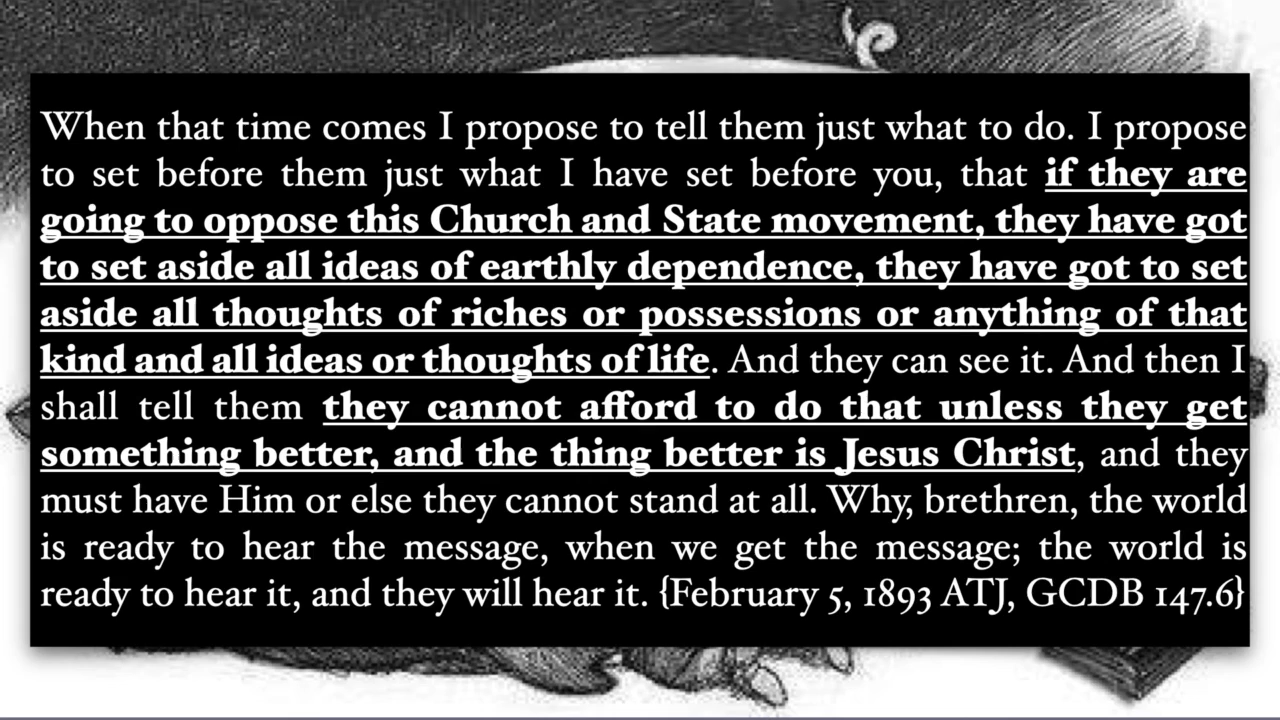 When that time comes I propose to tell them just what to do. I propose
to set before them just what I have set before you, that if they are
going to oppose this Church and State movement, they have got
to set aside all ideas of earthly dependence, they have got to set
aside all thoughts of riches or possessions or anything of that
kind and all ideas or thoughts of life. And they can see it. And then I
shall tell them they cannot afford to do that unless they get
something better, and the thing better is Jesus Christ, and they
must have Him or else they cannot stand at all. Why, brethren, the world
is ready to hear the message, when we get the message; the world is
ready to hear it, and they will hear it. {February 5, 1893 ATJ, GCDB 147.6}